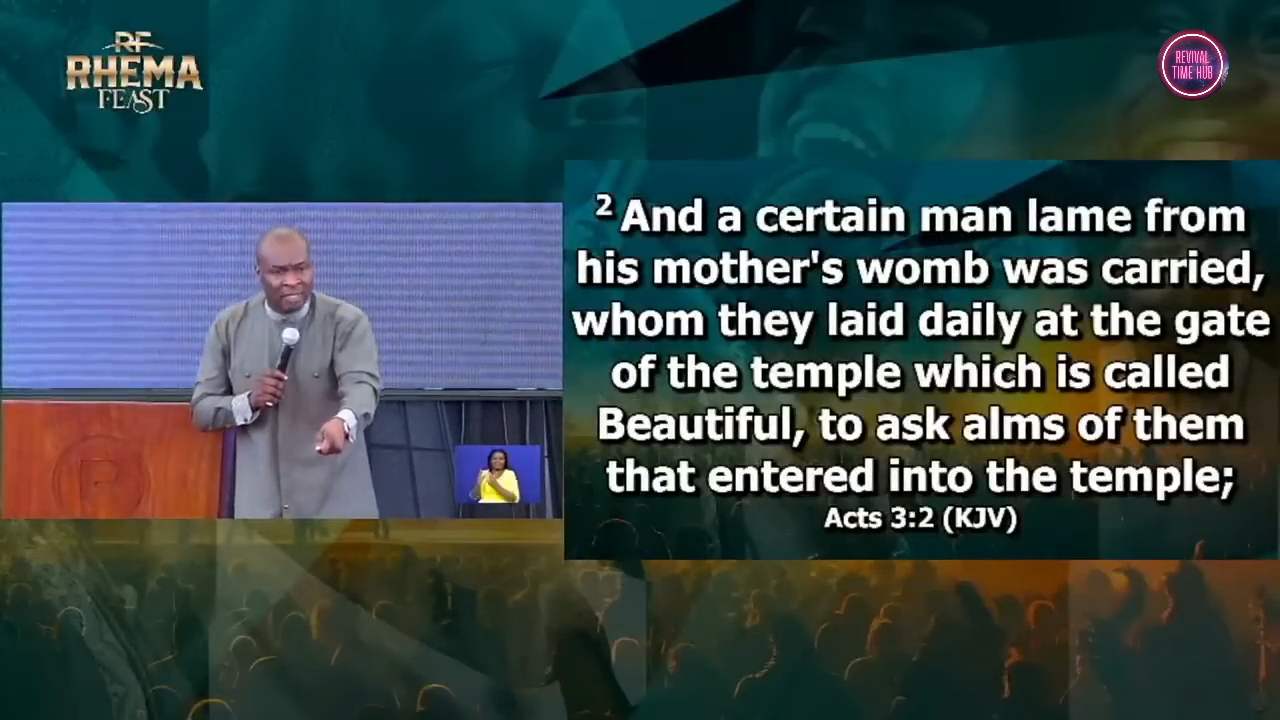 RF
RHEMA
FEAST
REVIVAL
TIME HUB
2 And a certain man lame from
his mother's womb was carried,
whom they laid daily at the gate
of the temple which is called
Beautiful, to ask alms of them
that entered into the temple;
Acts 3:2 (KJV)